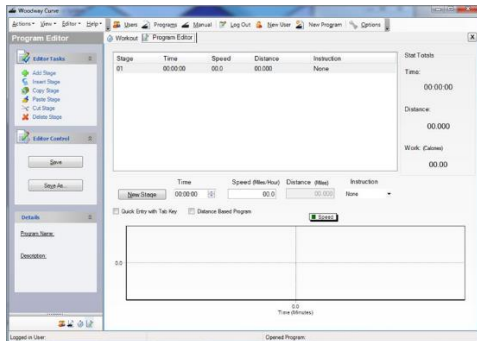 Woodway Curve
Actions View Editor Help Users Programs Manual Log Out New User New Program Options
Program Editor Workout Program Editor X
Editor Tasks
Add Stage
Insert Stage
Copy Stage
Paste Stage
Cut Stage
Delete Stage
Editor Control
Save
Save As...
Details
Program Name:
Description:
Stage Time Speed Distance Instruction
01 00:00:00 00.0 00.000 None
Stat Totals
Time:
00:00:00
Distance:
00.000
Work: (Calories)
00.00
Time Speed (Miles/Hour) Distance (Miles) Instruction
New Stage 00:00:00 00.0 00.000 None
Quick Entry with Tab Key Distance Based Program
Speed
0.0
0.0
Time (Minutes)
Logged in User: Opened Program: